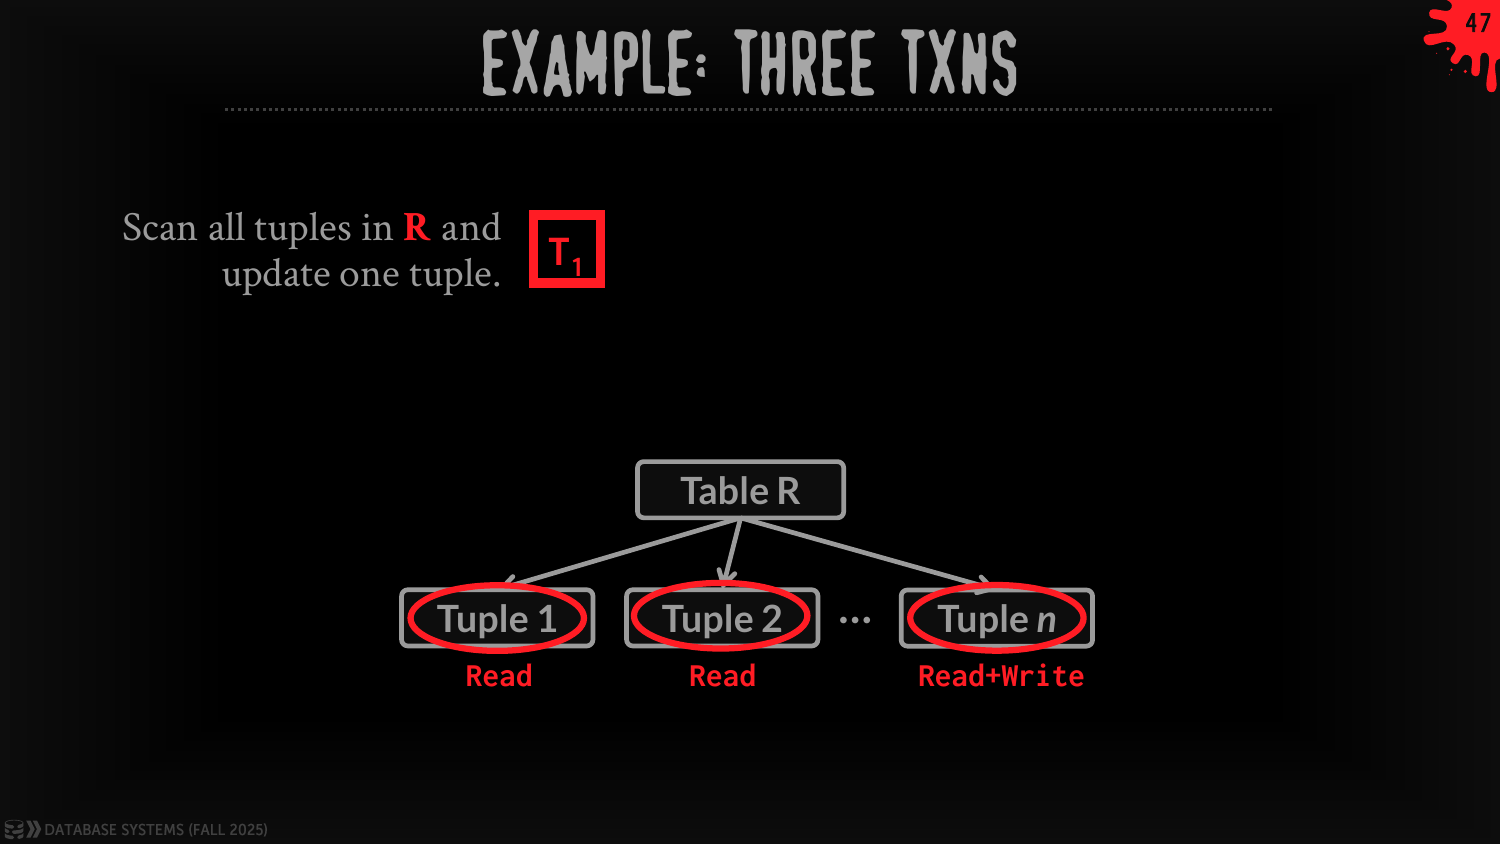 EXAMPLE: THREE TXNS
47
Scan all tuples in R and
update one tuple.
T1
Table R
Tuple 1
Tuple 2
...
Tuple n
Read
Read
Read+Write
DATABASE SYSTEMS (FALL 2025)